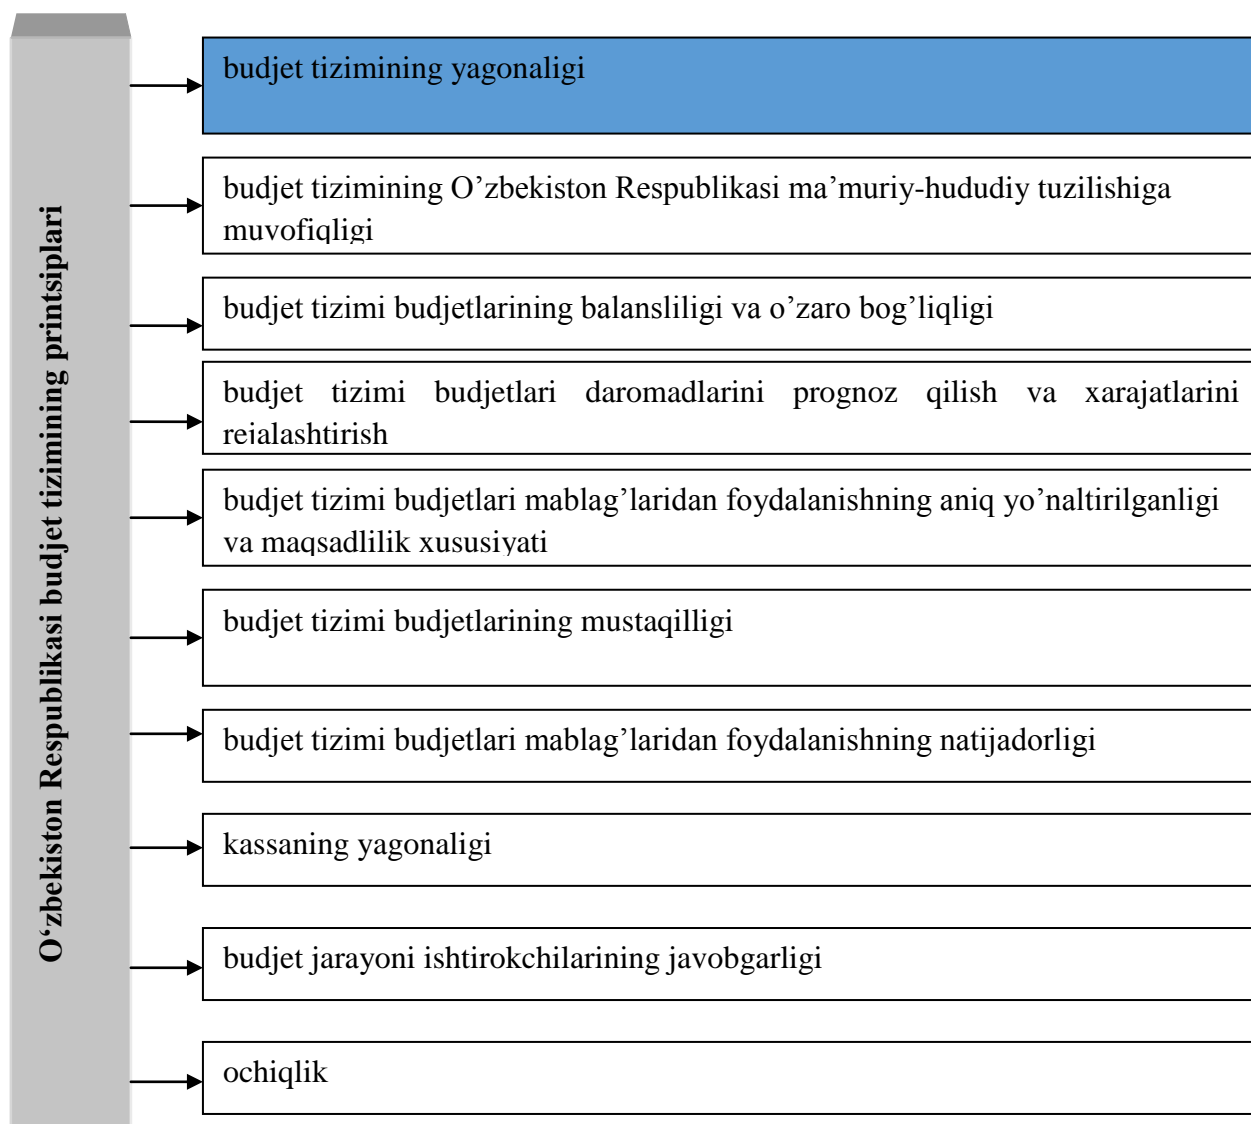 O‘zbekiston Respublikasi budjet tizimining printsiplari
budjet tizimining yagonaligi
budjet tizimining O’zbekiston Respublikasi ma’muriy-hududiy tuzilishiga
muvofiqligi
budjet tizimi budjetlarining balansliligi va o’zaro bog’liqligi
budjet tizimi budjetlari daromadlarini prognoz qilish va xarajatlarini
rejalashtirish
budjet tizimi budjetlari mablag’laridan foydalanishning aniq yo’naltirilganligi
va maqsadlilik xususiyati
budjet tizimi budjetlarining mustaqilligi
budjet tizimi budjetlari mablag’laridan foydalanishning natijadorligi
kassaning yagonaligi
budjet jarayoni ishtirokchilarining javobgarligi
ochiqlik